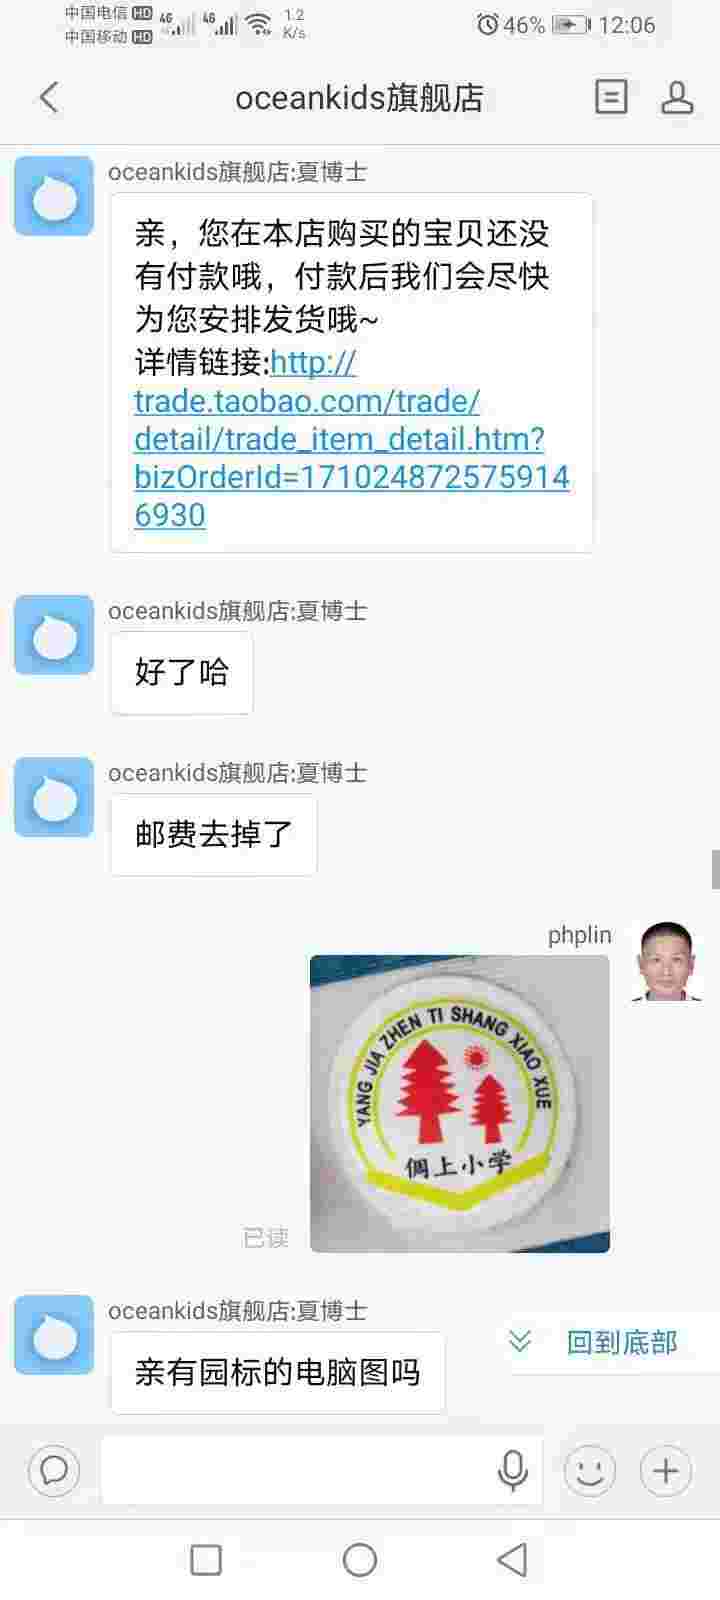 中国电信 HD 4G 4G 1.2 46% 12:06
中国移动 HD K/s
oceankids旗舰店
oceankids旗舰店:夏博士
亲，您在本店购买的宝贝还没
有付款哦，付款后我们会尽快
为您安排发货哦~
详情链接:http://
trade.taobao.com/trade/
detail/trade_item_detail.htm?
bizOrderId=171024872575914
6930
oceankids旗舰店:夏博士
好了哈
oceankids旗舰店:夏博士
邮费去掉了
phplin
YANG JIA ZHEN TI SHANG XIAO XUE
倜上小学
已读
oceankids旗舰店:夏博士
亲有园标的电脑图吗
回到底部